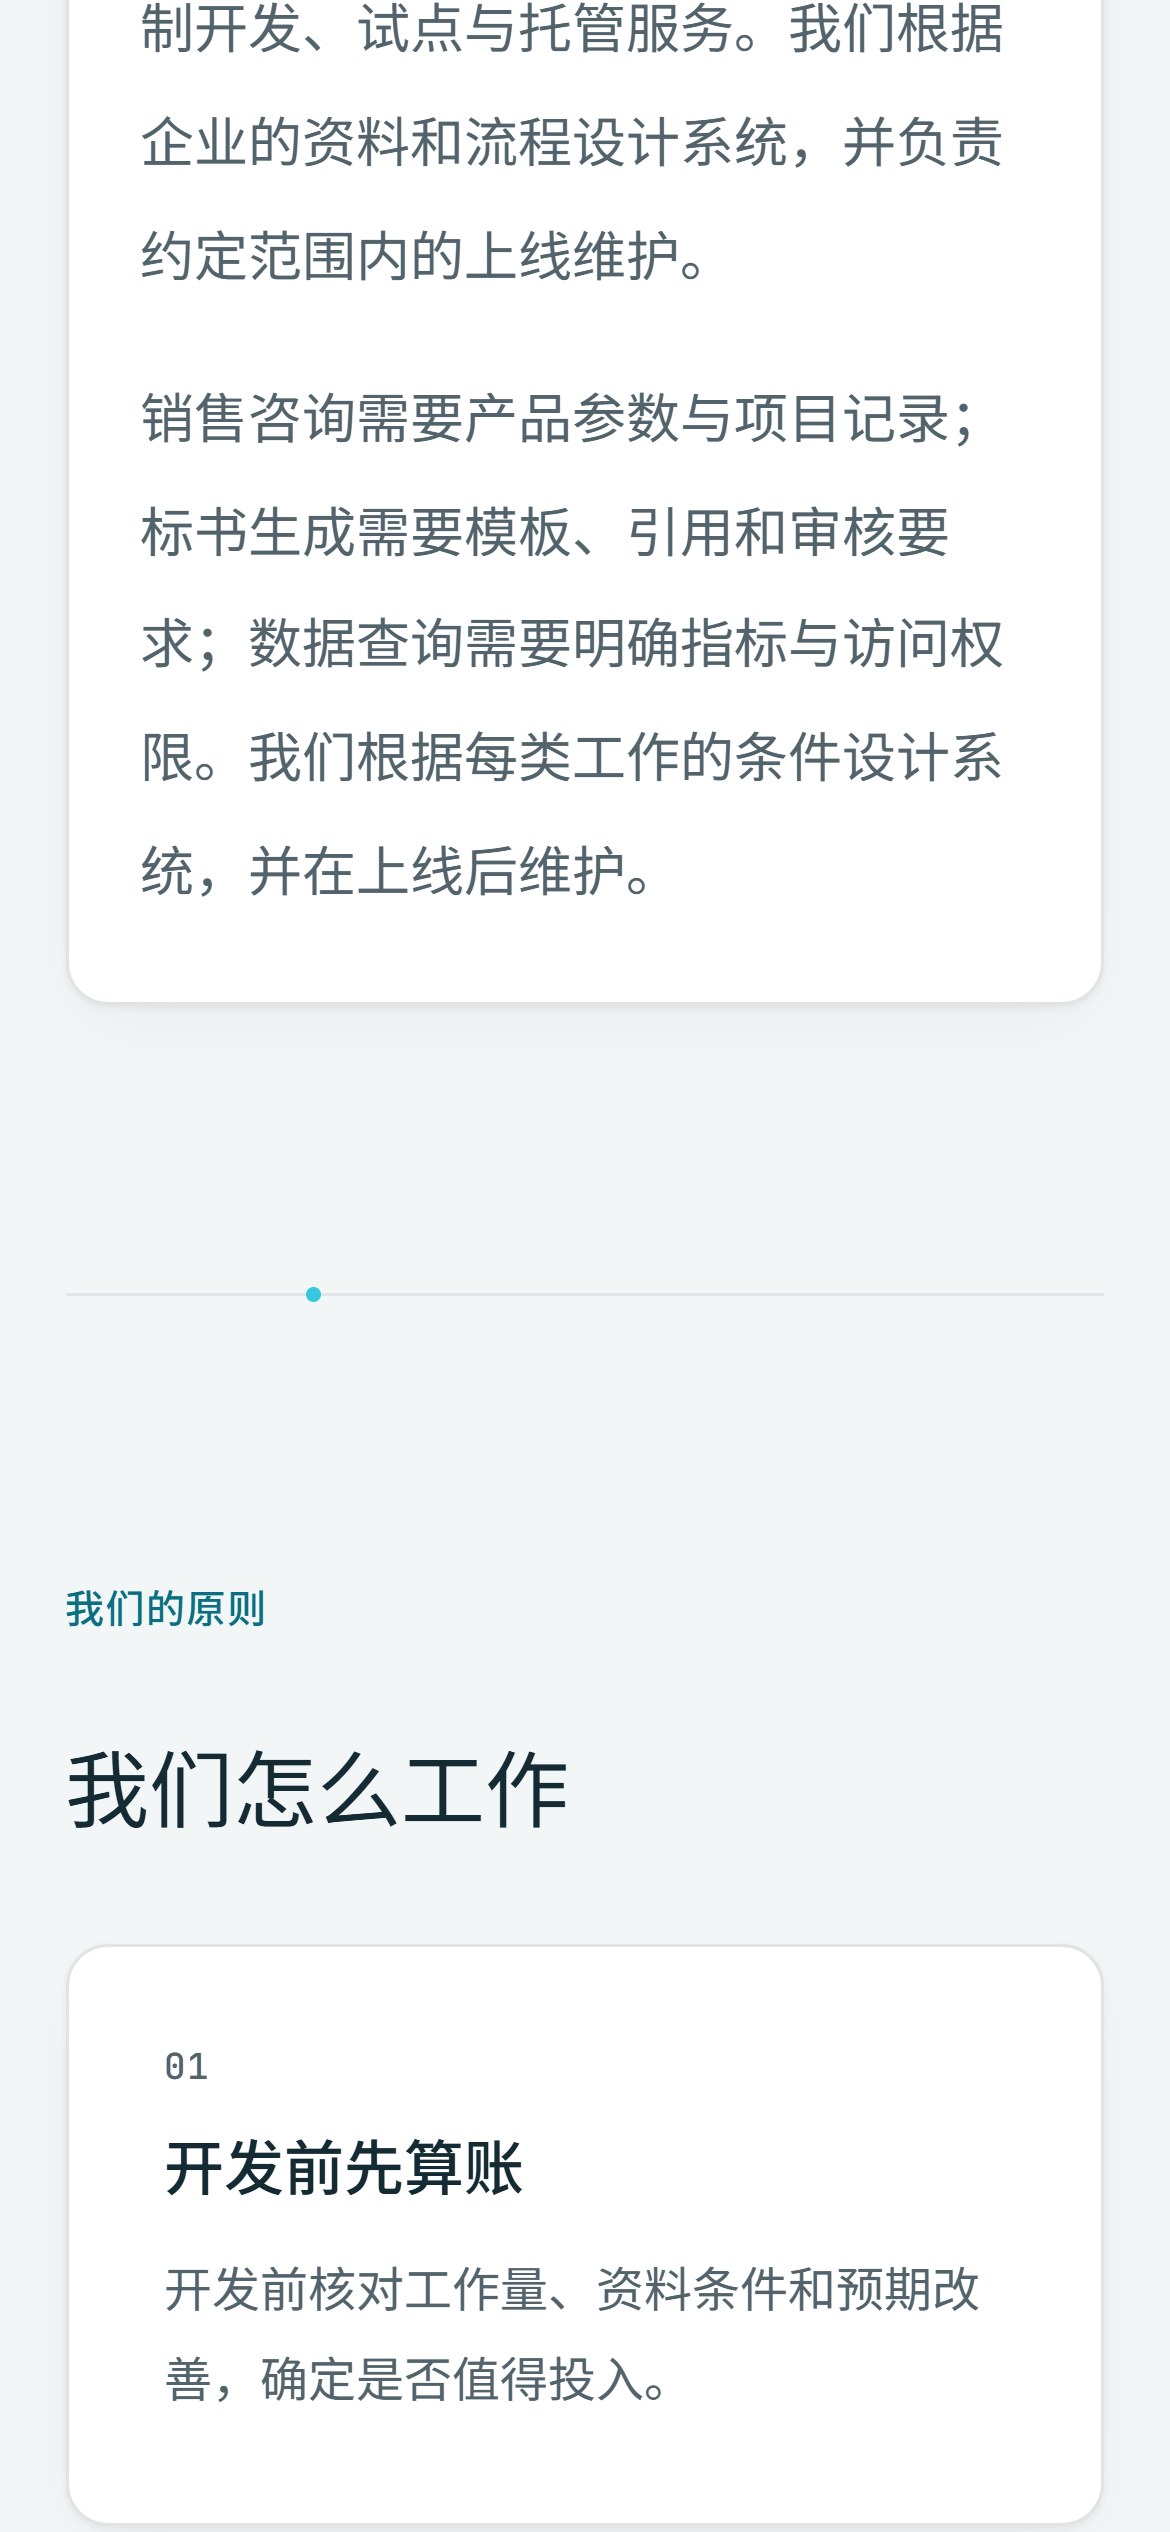 制开发、试点与托管服务。我们根据
企业的资料和流程设计系统，并负责
约定范围内的上线维护。
销售咨询需要产品参数与项目记录；
标书生成需要模板、引用和审核要
求；数据查询需要明确指标与访问权
限。我们根据每类工作的条件设计系
统，并在上线后维护。
我们的原则
我们怎么工作
01
开发前先算账
开发前核对工作量、资料条件和预期改
善，确定是否值得投入。